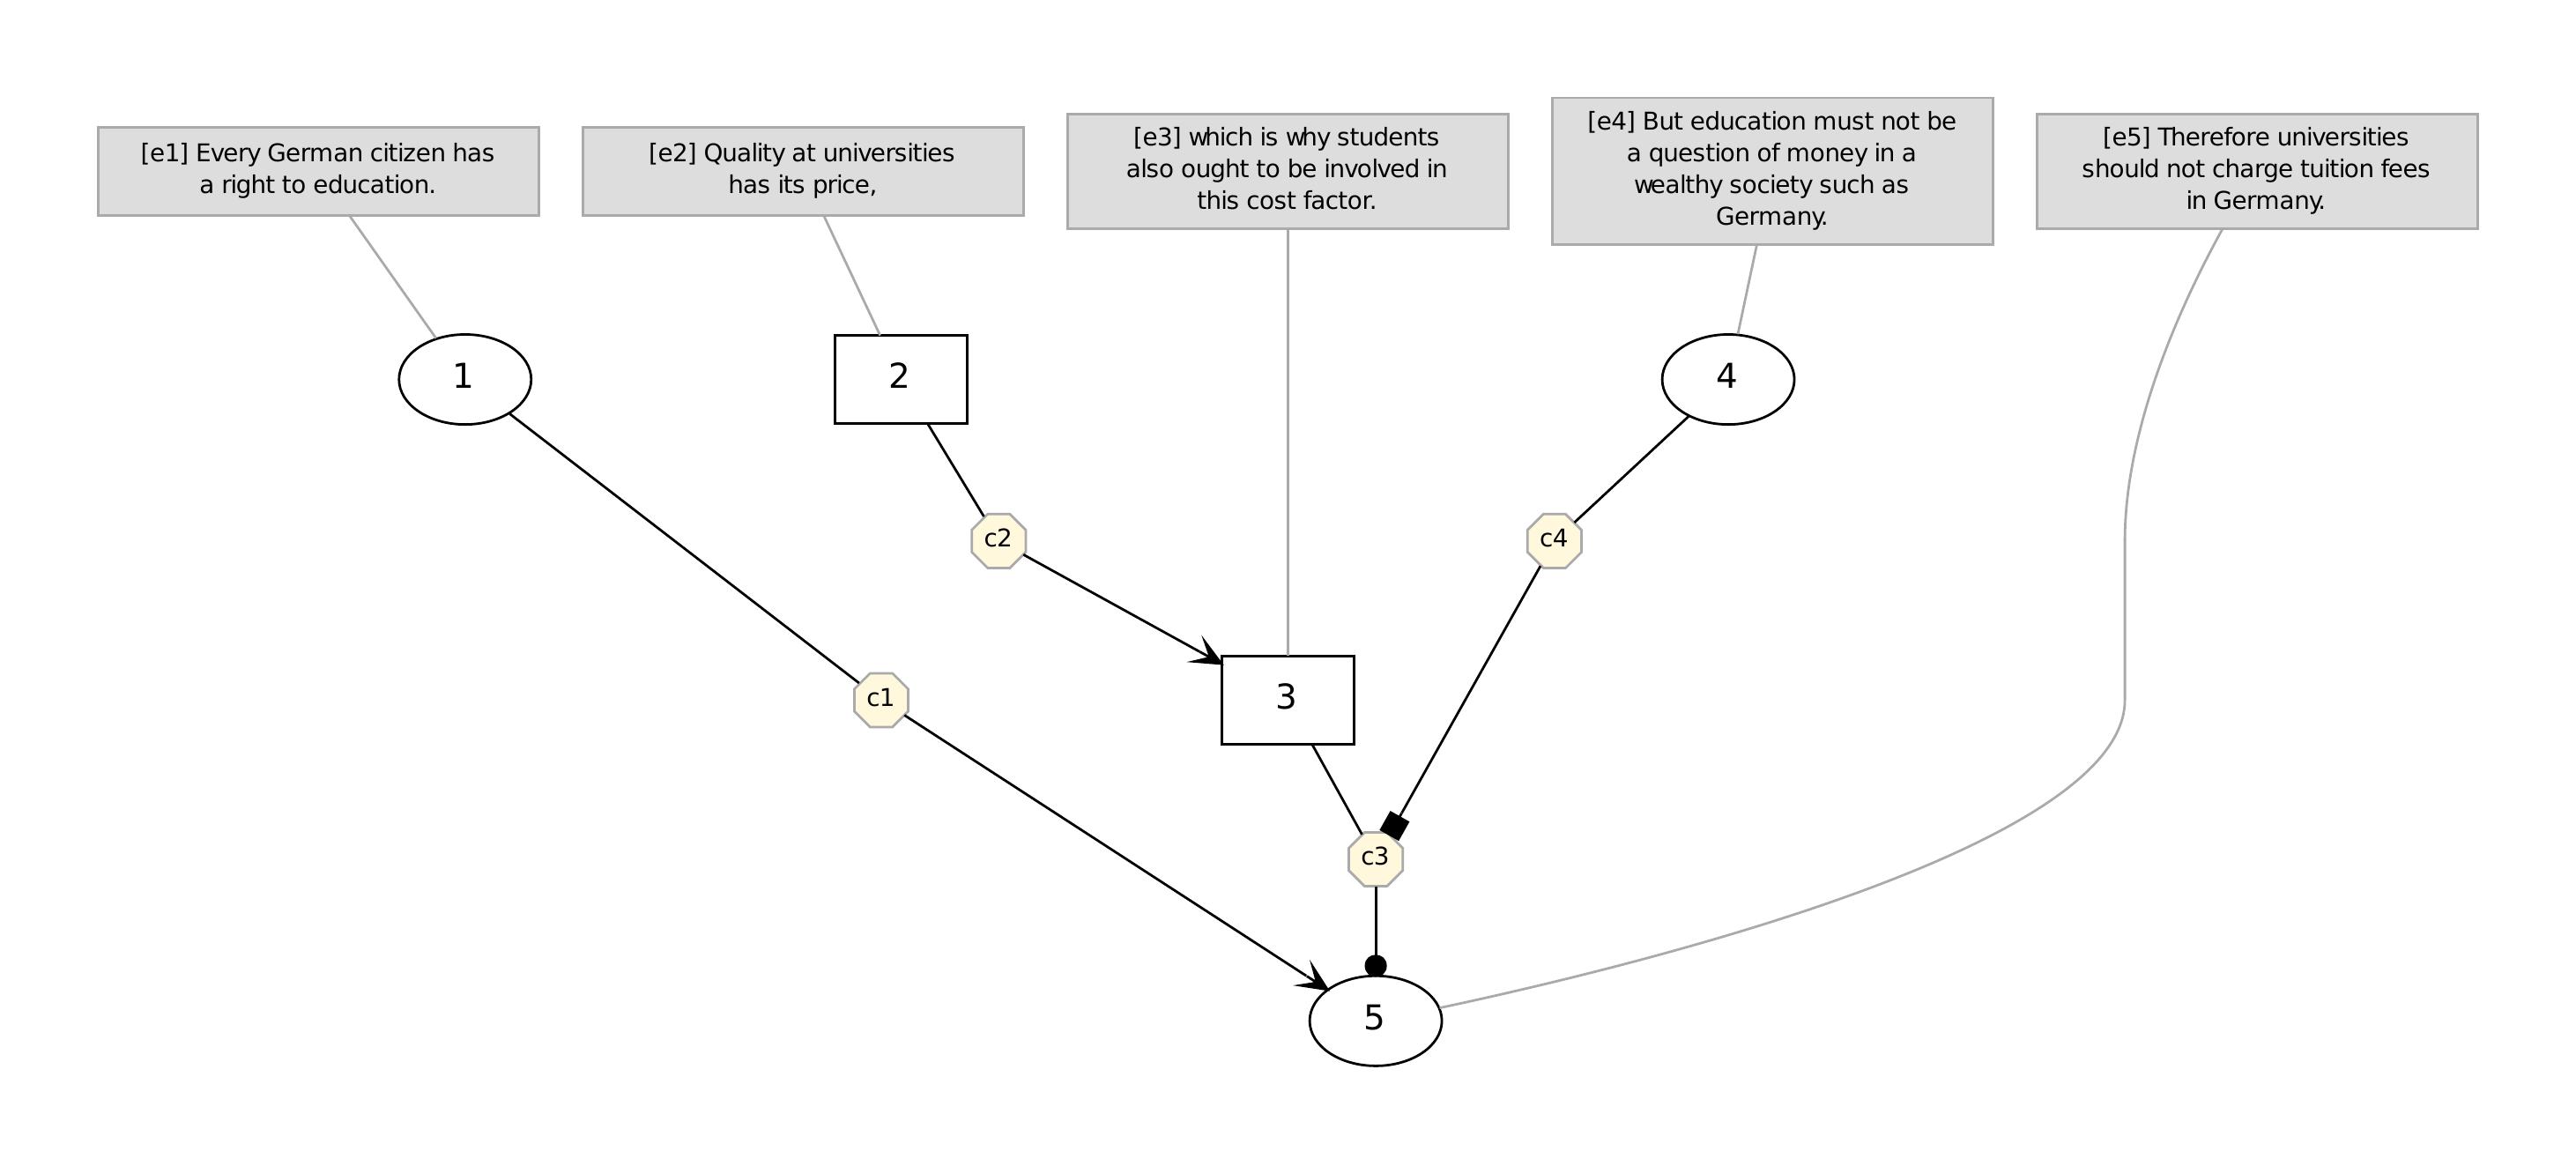 [e1] Every German citizen has
a right to education.
[e2] Quality at universities
has its price,
[e3] which is why students
also ought to be involved in
this cost factor.
[e4] But education must not be
a question of money in a
wealthy society such as
Germany.
[e5] Therefore universities
should not charge tuition fees
in Germany.
1
2
4
c2
c4
c1
3
c3
5